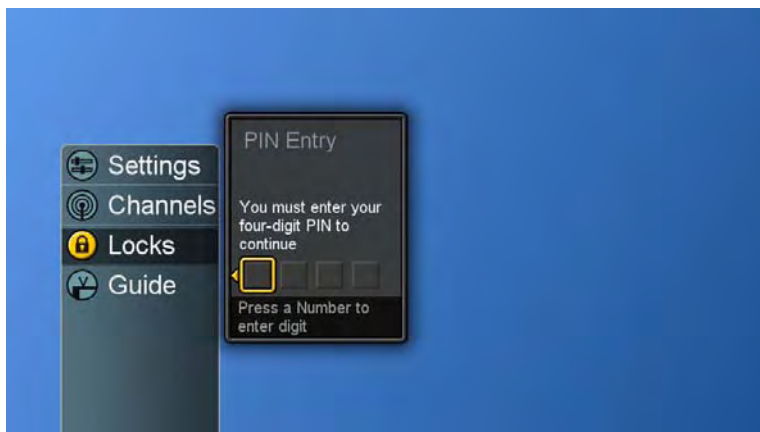 Settings
Channels
Locks
Guide
PIN Entry
You must enter your
four-digit PIN to
continue
Press a Number to
enter digit